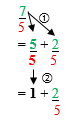 7/5 ①
= 5/5 + 2/5
②
= 1 + 2/5